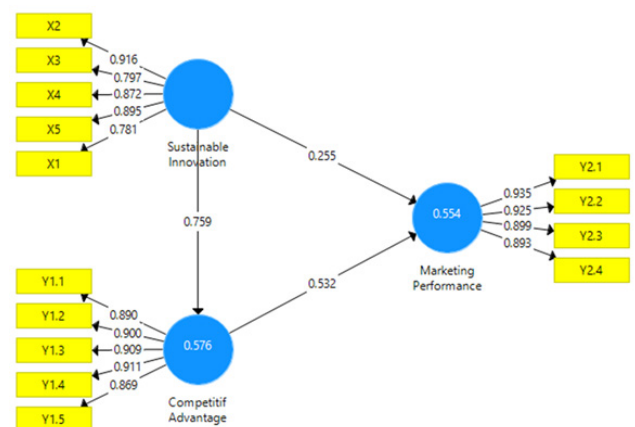 X2
X3
X4
X5
X1
0.916
0.797
0.872
0.895
0.781
Sustainable
Innovation
0.255
0.759
0.532
0.554
Marketing
Performance
0.935
0.925
0.899
0.893
Y2.1
Y2.2
Y2.3
Y2.4
Y1.1
Y1.2
Y1.3
Y1.4
Y1.5
0.890
0.900
0.909
0.911
0.869
0.576
Competitif
Advantage